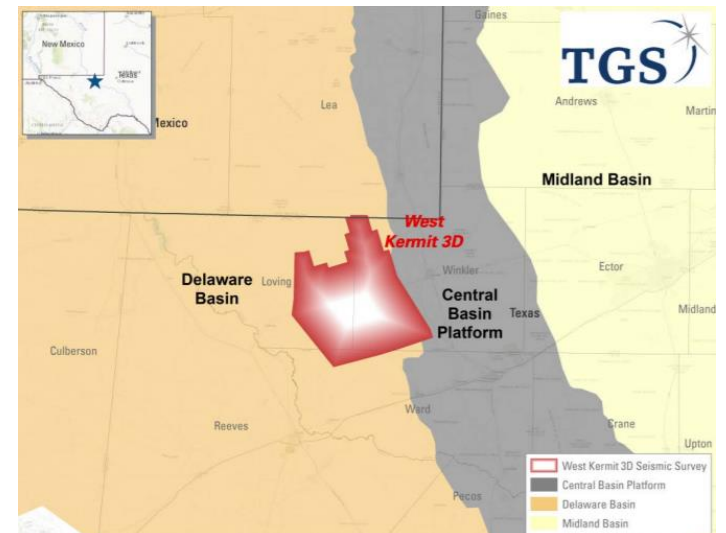 New Mexico
Texas
Gaines
TGS
Lea
Andrews
Martin
Mexico
Midland Basin
West
Kermit 3D
Delaware
Basin
Loving
Winkler
Ector
Central
Basin
Platform
Texas
Midland
Culberson
Ward
Reeves
Crane
Upton
Pecos
West Kermit 3D Seismic Survey
Central Basin Platform
Delaware Basin
Midland Basin